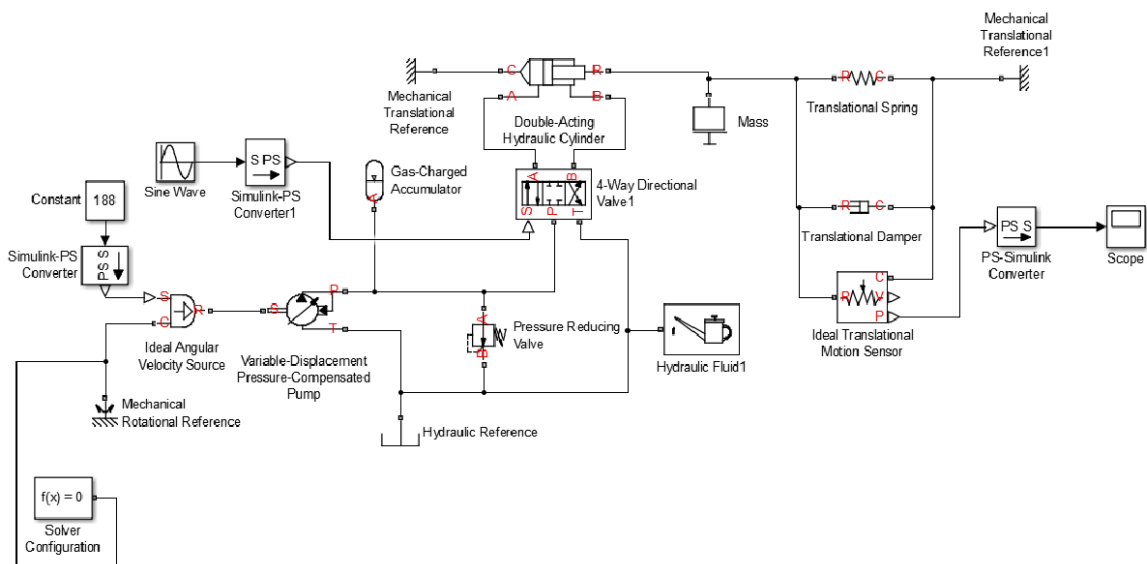 Mechanical
Translational
Reference1
C
R
A
B
Mechanical
Translational
Reference
Double-Acting
Hydraulic Cylinder
Mass
R
C
Translational Spring
Sine Wave
S PS
Simulink-PS
Converter1
Gas-Charged
Accumulator
A
A
B
S
P
T
4-Way Directional
Valve1
Constant
188
Simulink-PS
Converter
PS S
R
C
Translational Damper
PS S
PS-Simulink
Converter
Scope
S
C
R
Ideal Angular
Velocity Source
S
P
T
Variable-Displacement
Pressure-Compensated
Pump
A
B
Pressure Reducing
Valve
Hydraulic Fluid1
C
R
V
P
Ideal Translational
Motion Sensor
Mechanical
Rotational Reference
Hydraulic Reference
f(x) = 0
Solver
Configuration